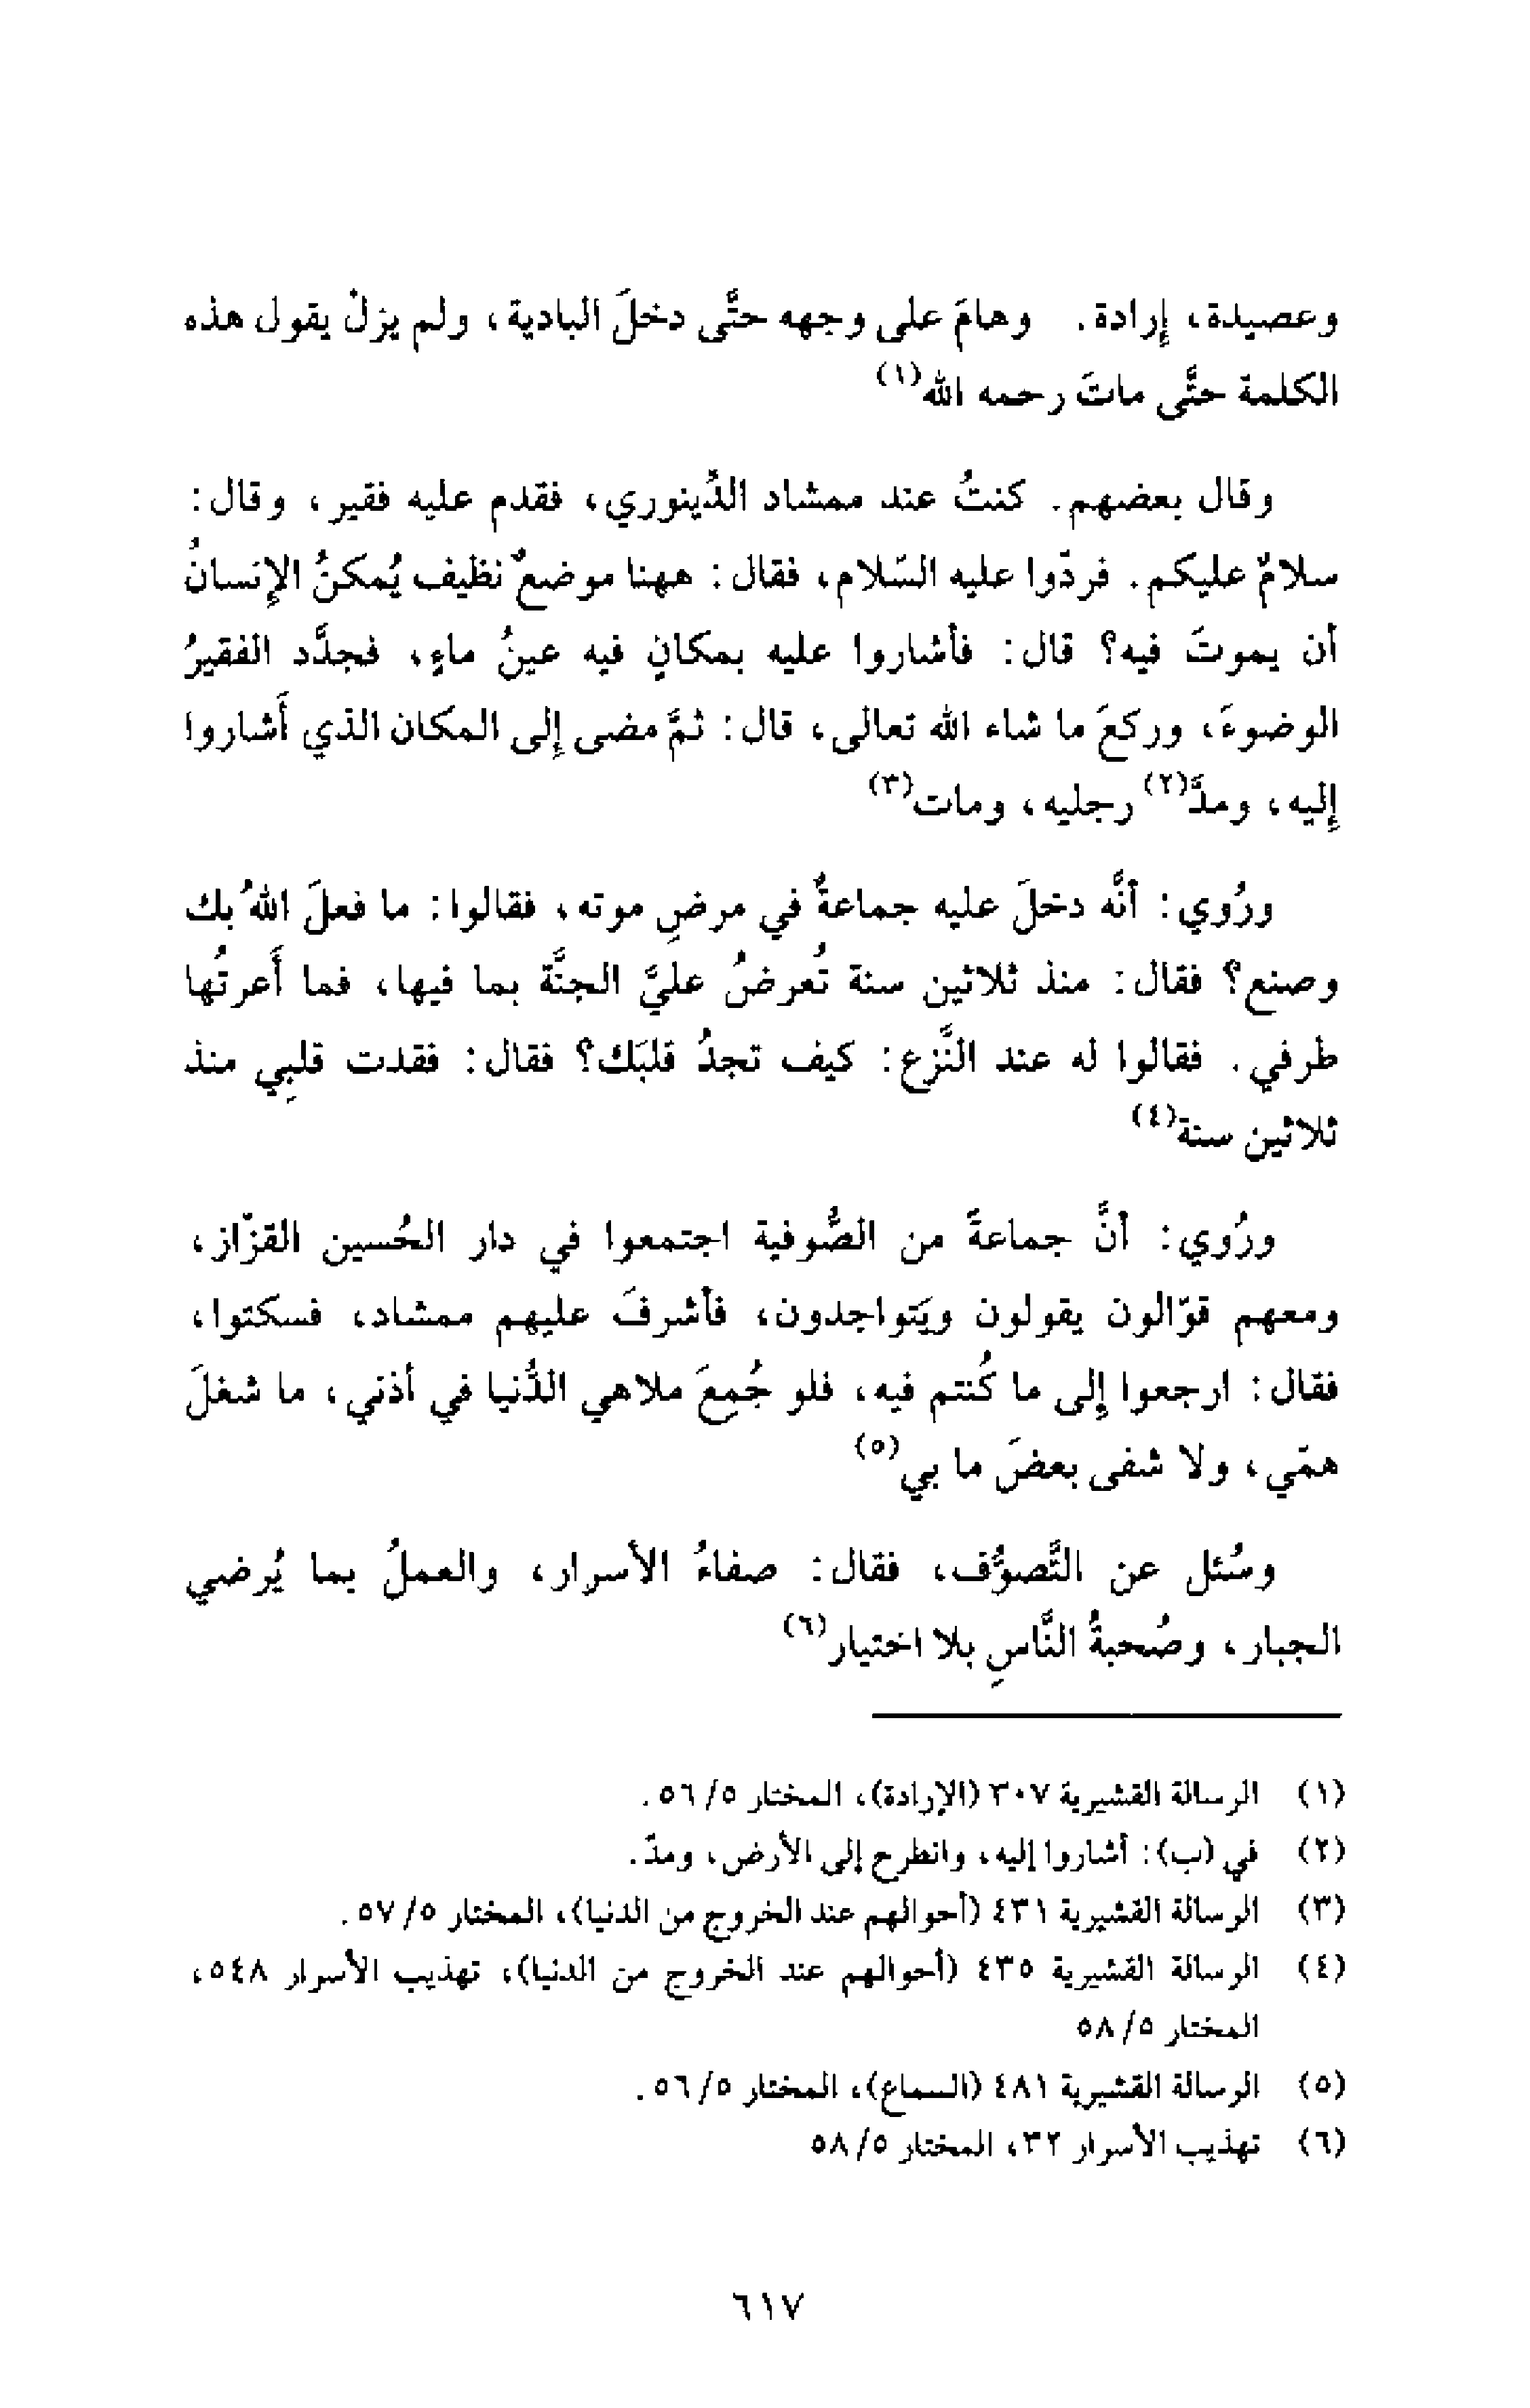 وعصيدة، إرادة. وهامَ على وجهه حتَّى دخلَ البادية، ولم يزلْ يقول هذه
الكلمة حتَّى ماتَ رحمه الله(١)
وقال بعضهم. كنتُ عند ممشاد الدِّينوري، فقدم عليه فقير، وقال:
سلامٌ عليكم. فردّوا عليه السّلام، فقال: ههنا موضعٌ نظيف يُمكنُ الإنسانُ
أن يموتَ فيه؟ قال: فأشاروا عليه بمكانٍ فيه عينُ ماءٍ، فجدَّد الفقيرُ
الوضوءَ، وركعَ ما شاء الله تعالى، قال: ثمَّ مضى إلى المكان الذي أَشاروا
إليه، ومدَّ(٢) رجليه، ومات(٣)
ورُوي: أنَّه دخلَ عليه جماعةٌ في مرضِ موته، فقالوا: ما فعلَ اللهُ بك
وصنع؟ فقال: منذ ثلاثين سنة تُعرضُ عليَّ الجنَّة بما فيها، فما أَعرتُها
طرفي. فقالوا له عند النَّزع: كيف تجدُ قلبَك؟ فقال: فقدت قلبِي منذ
ثلاثين سنة(٤)
ورُوي: أنَّ جماعةً من الصُّوفية اجتمعوا في دار الحُسين القزّاز،
ومعهم قوّالون يقولون ويَتواجدون، فأشرفَ عليهم ممشاد، فسكتوا،
فقال: ارجعوا إلى ما كُنتم فيه، فلو جُمِعَ ملاهي الدُّنيا في أذني، ما شغلَ
همّي، ولا شفى بعضَ ما بي(٥)
وسُئل عن التَّصوُّف، فقال: صفاءُ الأسرار، والعملُ بما يُرضي
الجبار، وصُحبةُ النَّاسِ بلا اختيار(٦)
(١) الرسالة القشيرية ٣٠٧ (الإرادة)، المختار ٥/ ٥٦.
(٢) في (ب): أشاروا إليه، وانطرح إلى الأرض، ومدّ.
(٣) الرسالة القشيرية ٤٣١ (أحوالهم عند الخروج من الدنيا)، المختار ٥/ ٥٧.
(٤) الرسالة القشيرية ٤٣٥ (أحوالهم عند الخروج من الدنيا)، تهذيب الأسرار ٥٤٨،
المختار ٥/ ٥٨
(٥) الرسالة القشيرية ٤٨١ (السماع)، المختار ٥/ ٥٦.
(٦) تهذيب الأسرار ٣٢، المختار ٥/ ٥٨
٦١٧